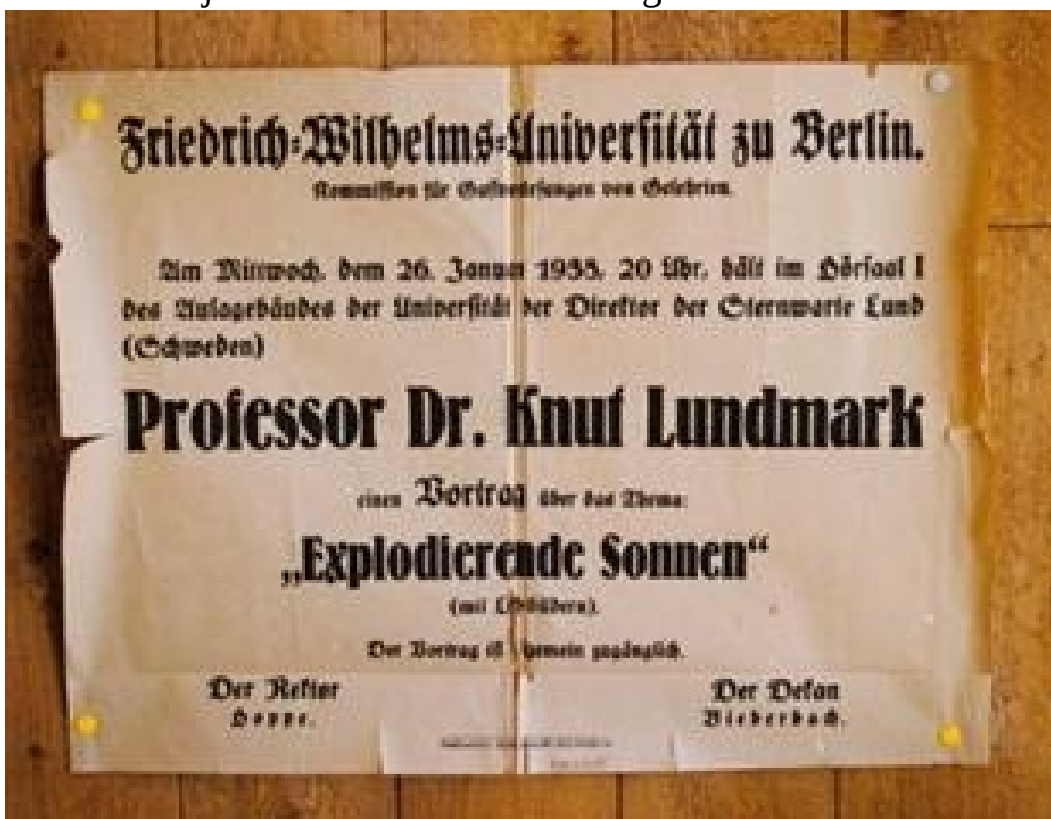 Friedrich-Wilhelms-Universität zu Berlin.
Kommission für Gastvorlesungen von Gelehrten.
Am Mittwoch, dem 26. Januar 1938, 20 Uhr, hält im Hörsaal I
des Aulagebäudes der Universität der Direktor der Sternwarte Lund
(Schweden)
Professor Dr. Knut Lundmark
einen Vortrag über das Thema:
„Explodierende Sonnen“
(mit Lichtbildern).
Der Vortrag ist allgemein zugänglich.
Der Rektor
Hoppe.
Der Dekan
Bieberbach.